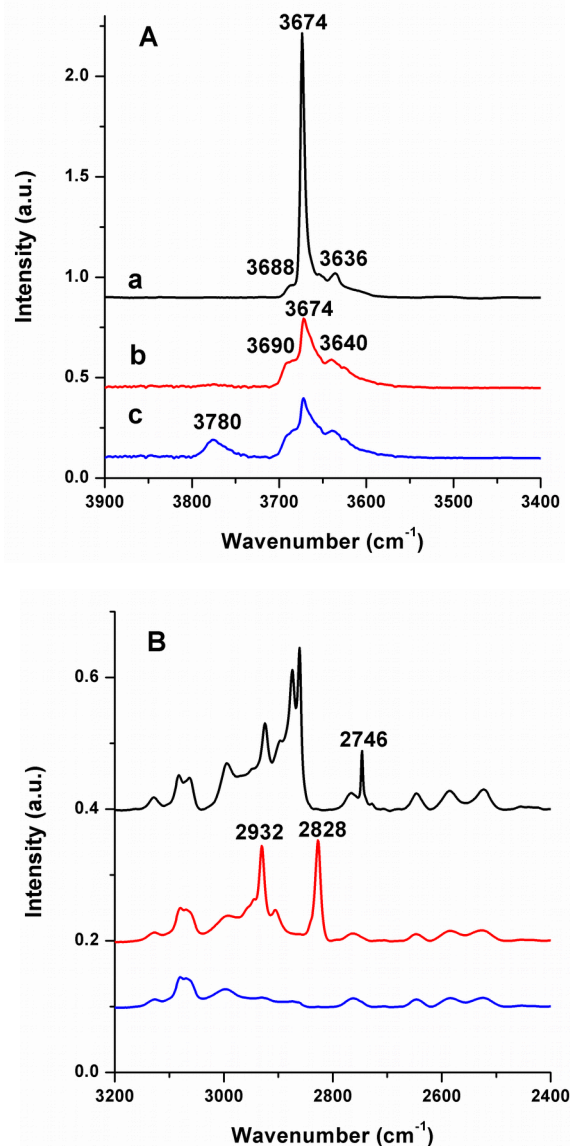 A
3674
2.0
1.5
1.0
0.5
0.0
Intensity (a.u.)
a
3688
3636
3674
b
3690
3640
c
3780
3900 3800 3700 3600 3500 3400
Wavenumber (cm-1)
B
0.6
0.4
0.2
0.0
Intensity (a.u.)
2746
2932 2828
3200 3000 2800 2600 2400
Wavenumber (cm-1)